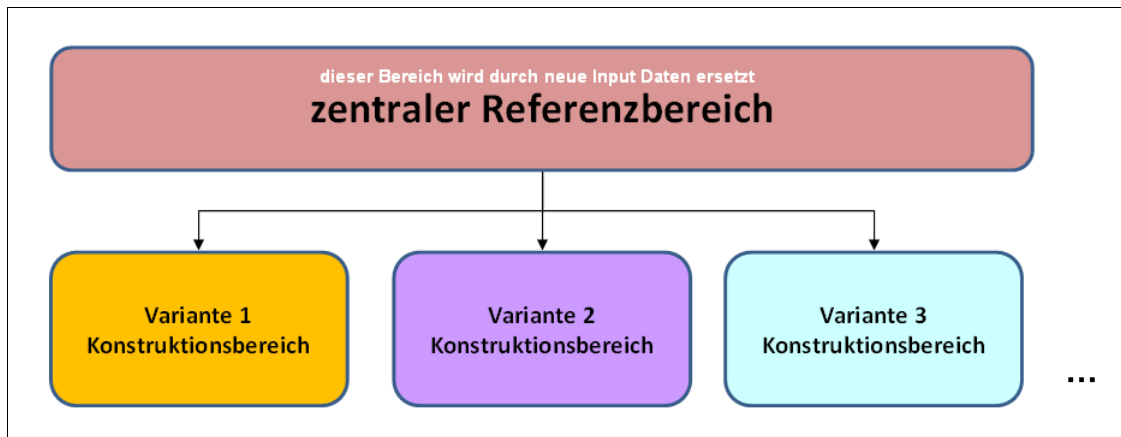 dieser Bereich wird durch neue Input Daten ersetzt
zentraler Referenzbereich
Variante 1
Konstruktionsbereich
Variante 2
Konstruktionsbereich
Variante 3
Konstruktionsbereich
...